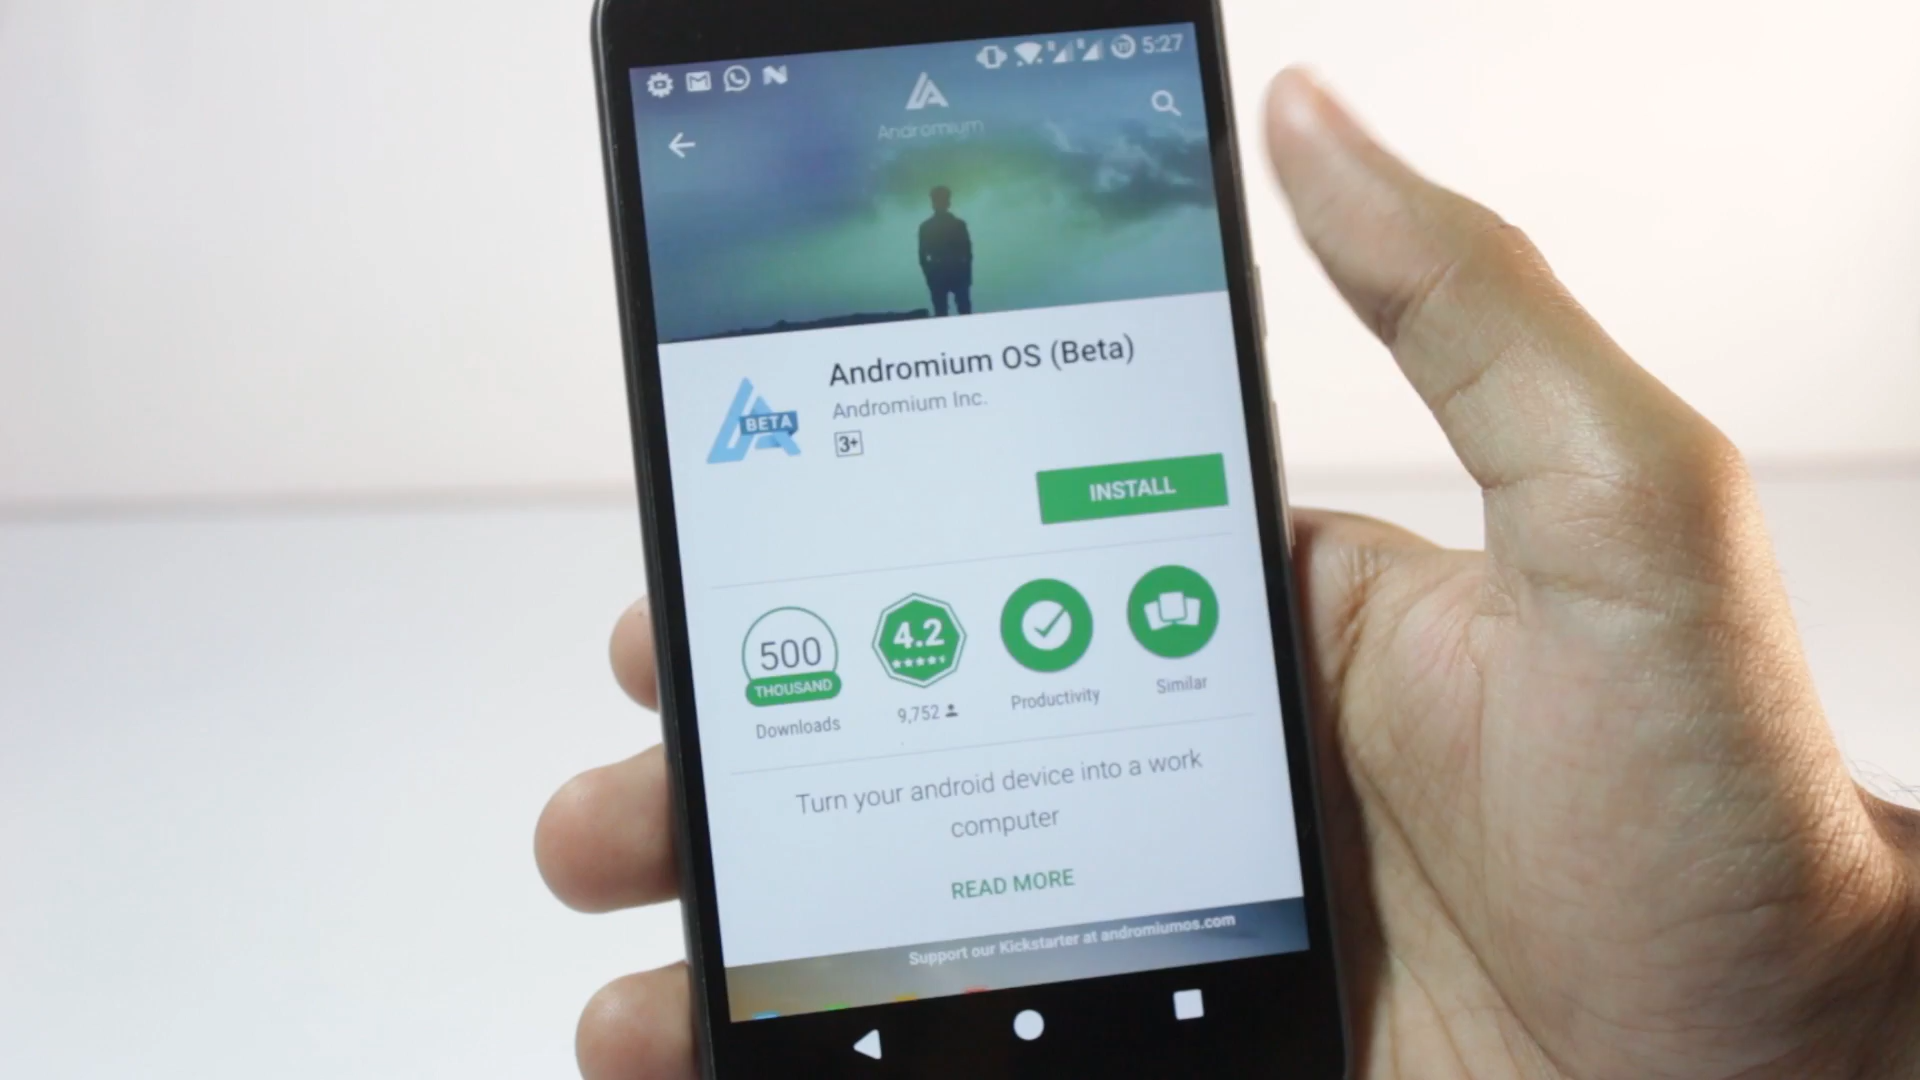 5:27
Andromium
Andromium OS (Beta)
BETA
Andromium Inc.
3+
INSTALL
500
THOUSAND
4.2
Downloads
9,752
Productivity
Similar
Turn your android device into a work
computer
READ MORE
Support our Kickstarter at andromiumos.com